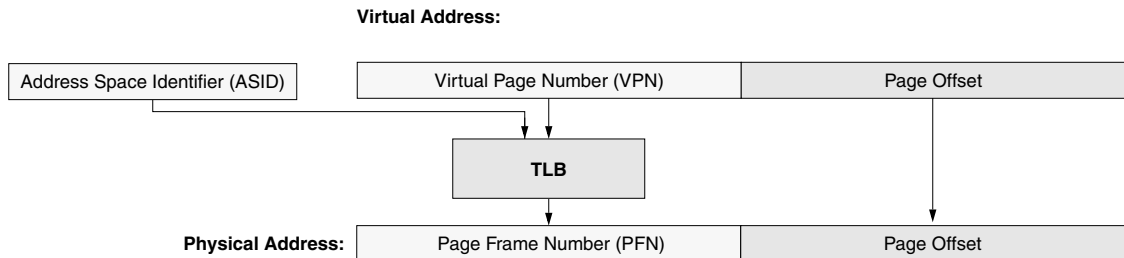 Virtual Address:
Address Space Identifier (ASID)
Virtual Page Number (VPN)
Page Offset
TLB
Physical Address:
Page Frame Number (PFN)
Page Offset